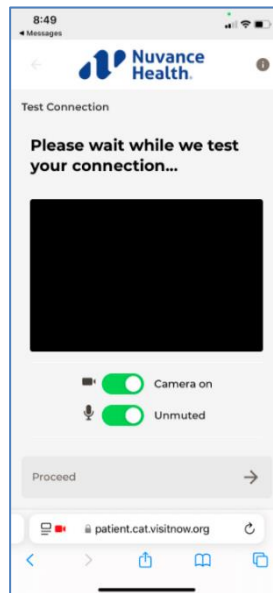 8:49
◀ Messages
Nuvance
Health.
Test Connection
Please wait while we test
your connection...
Camera on
Unmuted
Proceed
patient.cat.visitnow.org